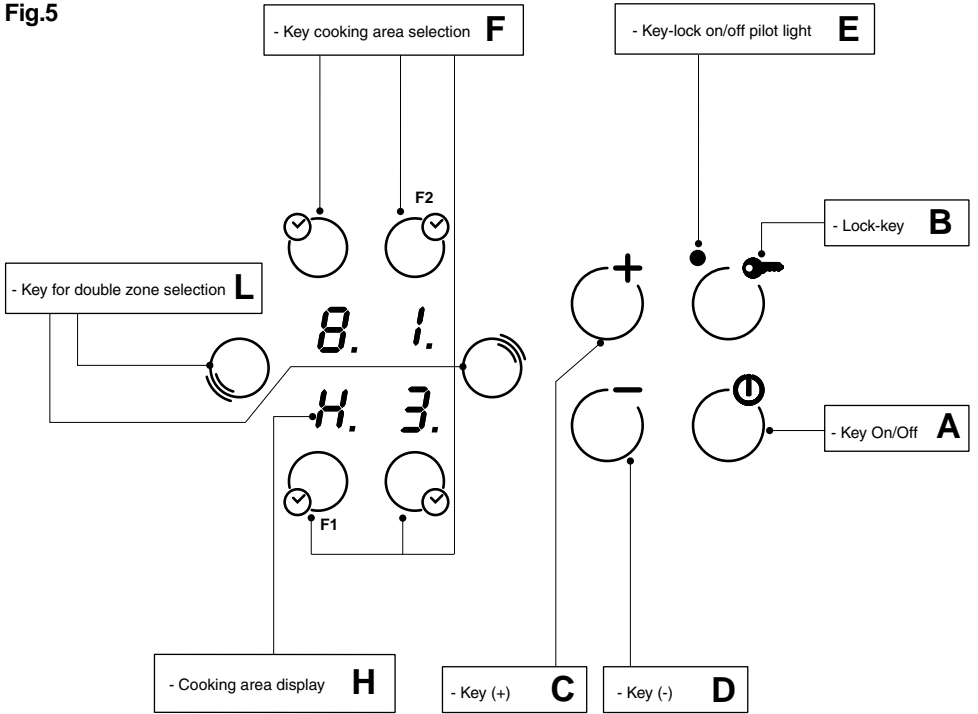 Fig.5
- Key cooking area selection F
- Key-lock on/off pilot light E
F2
- Lock-key B
- Key for double zone selection L
8. 1.
H. 3.
- Key On/Off A
F1
- Cooking area display H
- Key (+) C
- Key (-) D